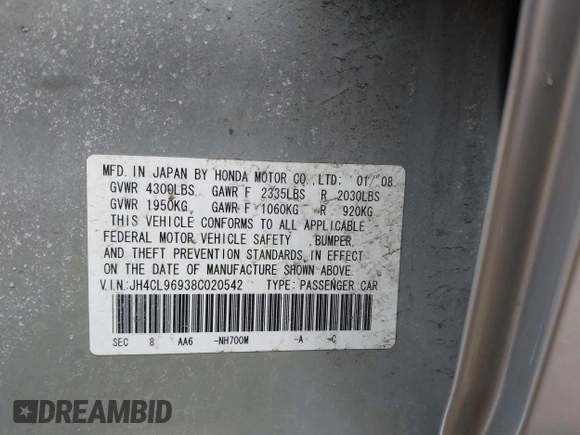 MFD. IN JAPAN BY HONDA MOTOR CO., LTD: 01/'08
GVWR 4300LBS GAWR F 2335LBS R 2030LBS
GVWR 1950KG GAWR F 1060KG R 920KG
THIS VEHICLE CONFORMS TO ALL APPLICABLE
FEDERAL MOTOR VEHICLE SAFETY, BUMPER,
AND THEFT PREVENTION STANDARDS IN EFFECT
ON THE DATE OF MANUFACTURE SHOWN ABOVE.
V.I.N:JH4CL96938C020542 TYPE: PASSENGER CAR
SEC 8 AA6 -NH700M -A -C
DREAMBID